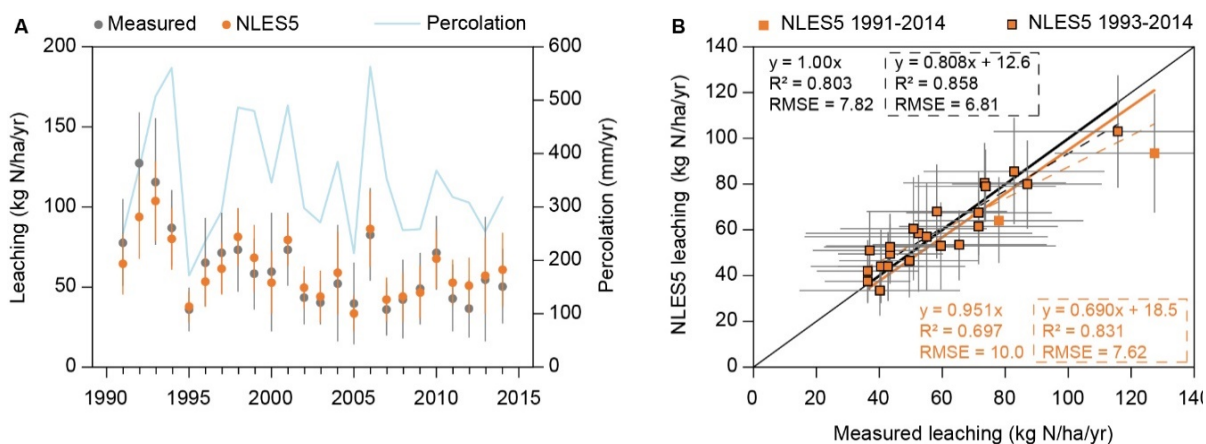 A
Measured
NLES5
Percolation
200
150
100
50
0
Leaching (kg N/ha/yr)
600
500
400
300
200
100
0
Percolation (mm/yr)
1990 1995 2000 2005 2010 2015
B
NLES5 1991-2014
NLES5 1993-2014
140
120
100
80
60
40
20
0
NLES5 leaching (kg N/ha/yr)
y = 1.00x
R² = 0.803
RMSE = 7.82
y = 0.808x + 12.6
R² = 0.858
RMSE = 6.81
y = 0.951x
R² = 0.697
RMSE = 10.0
y = 0.690x + 18.5
R² = 0.831
RMSE = 7.62
0 20 40 60 80 100 120 140
Measured leaching (kg N/ha/yr)